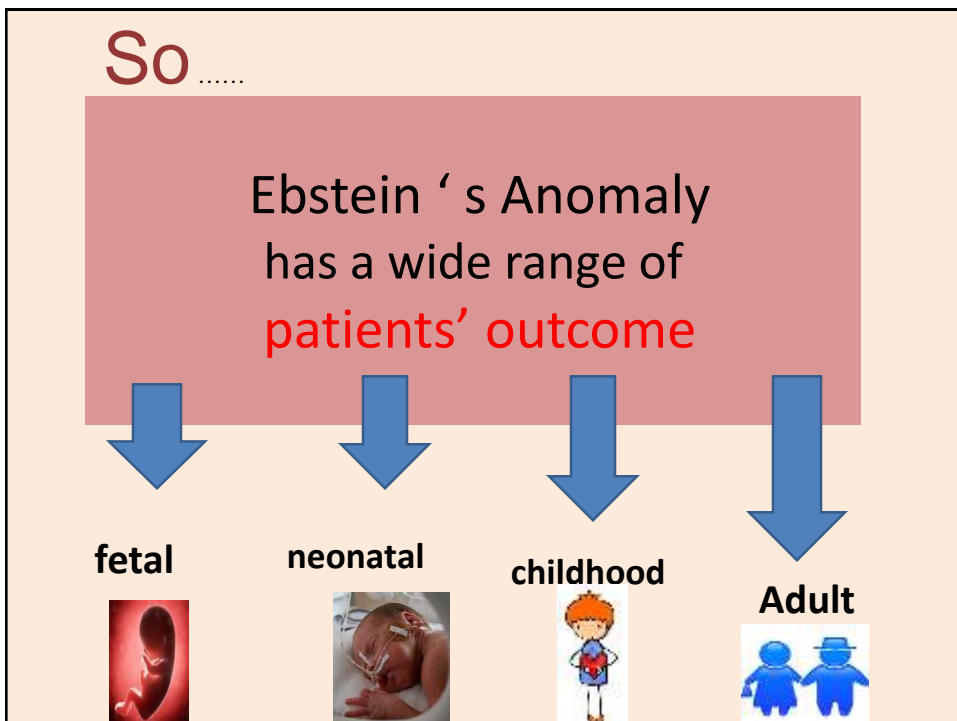 So ......
Ebstein ‘ s Anomaly
has a wide range of
patients’ outcome
fetal
neonatal
childhood
Adult